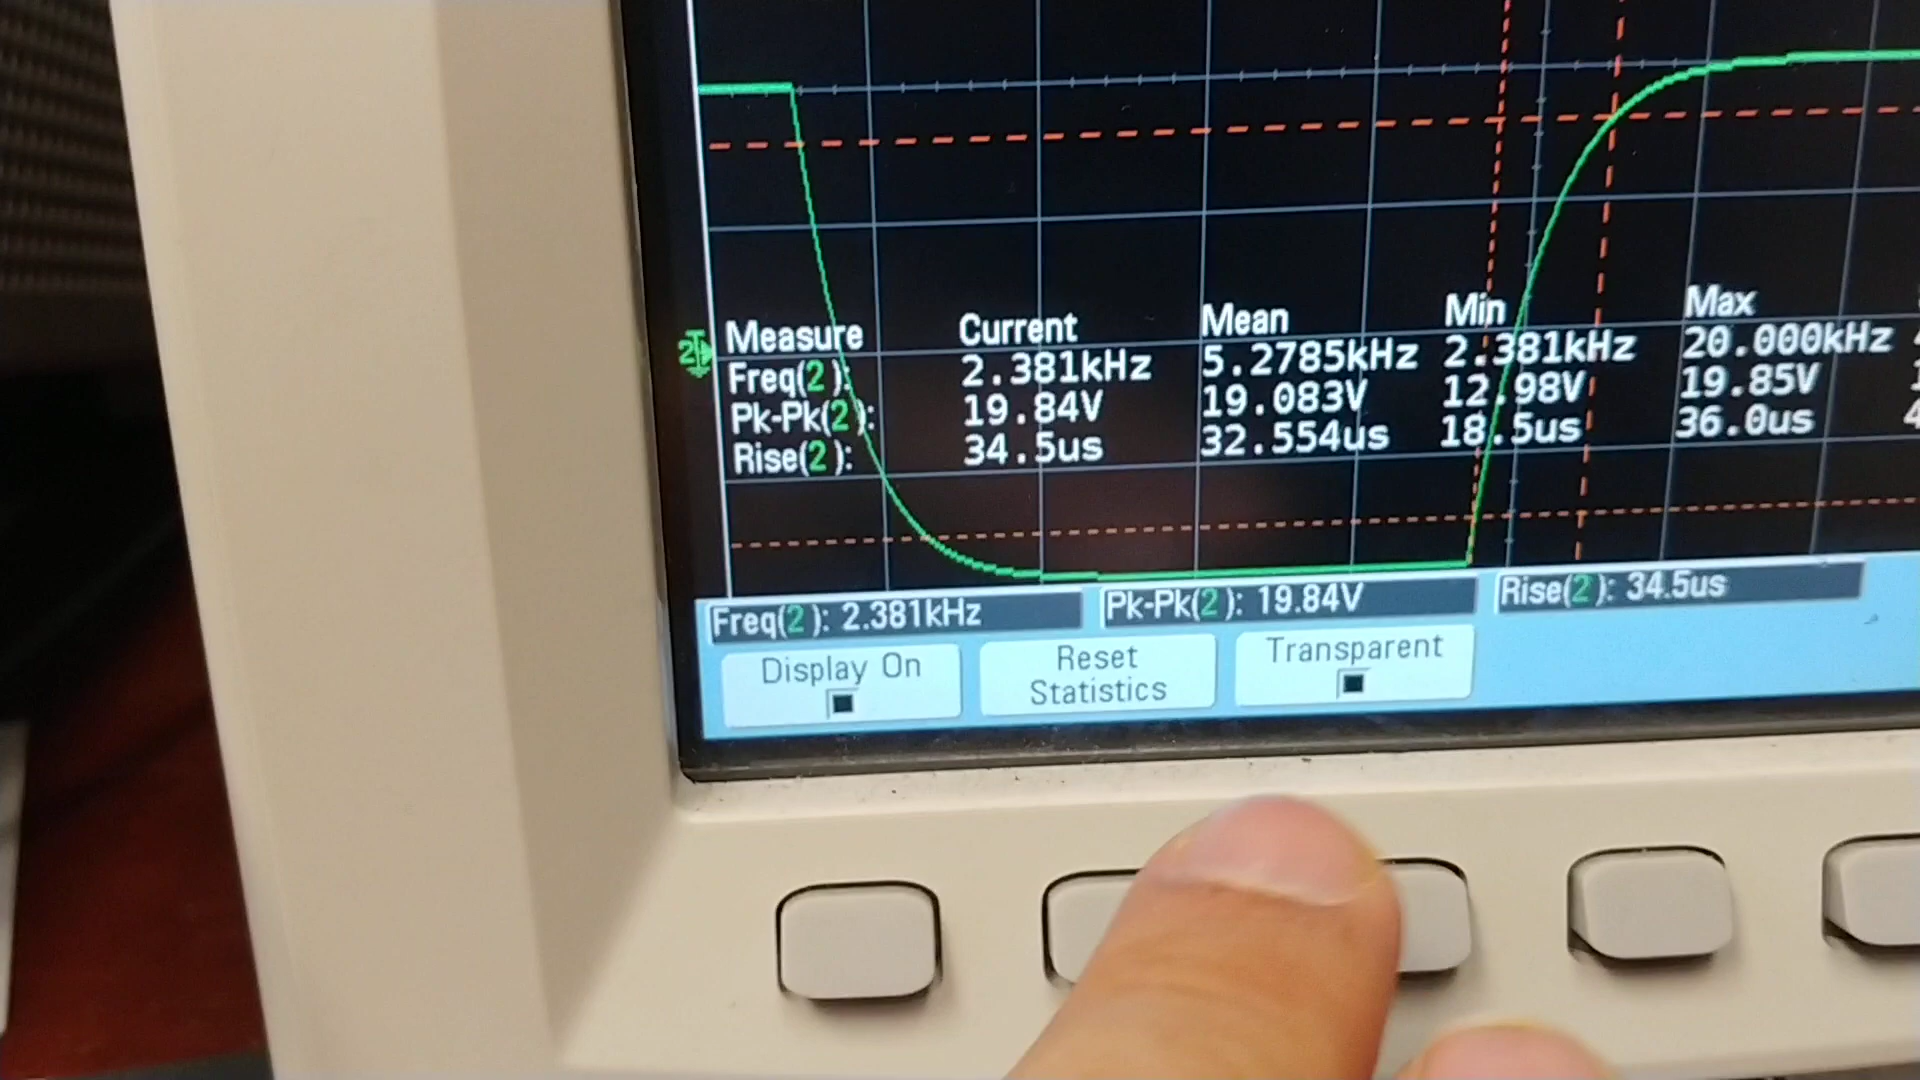 Measure Current Mean Min Max
Freq(2): 2.381kHz 5.2785kHz 2.381kHz 20.000kHz
Pk-Pk(2): 19.84V 19.083V 12.98V 19.85V
Rise(2): 34.5us 32.554us 18.5us 36.0us
2
Freq(2): 2.381kHz Pk-Pk(2): 19.84V Rise(2): 34.5us
Display On
Reset
Statistics
Transparent